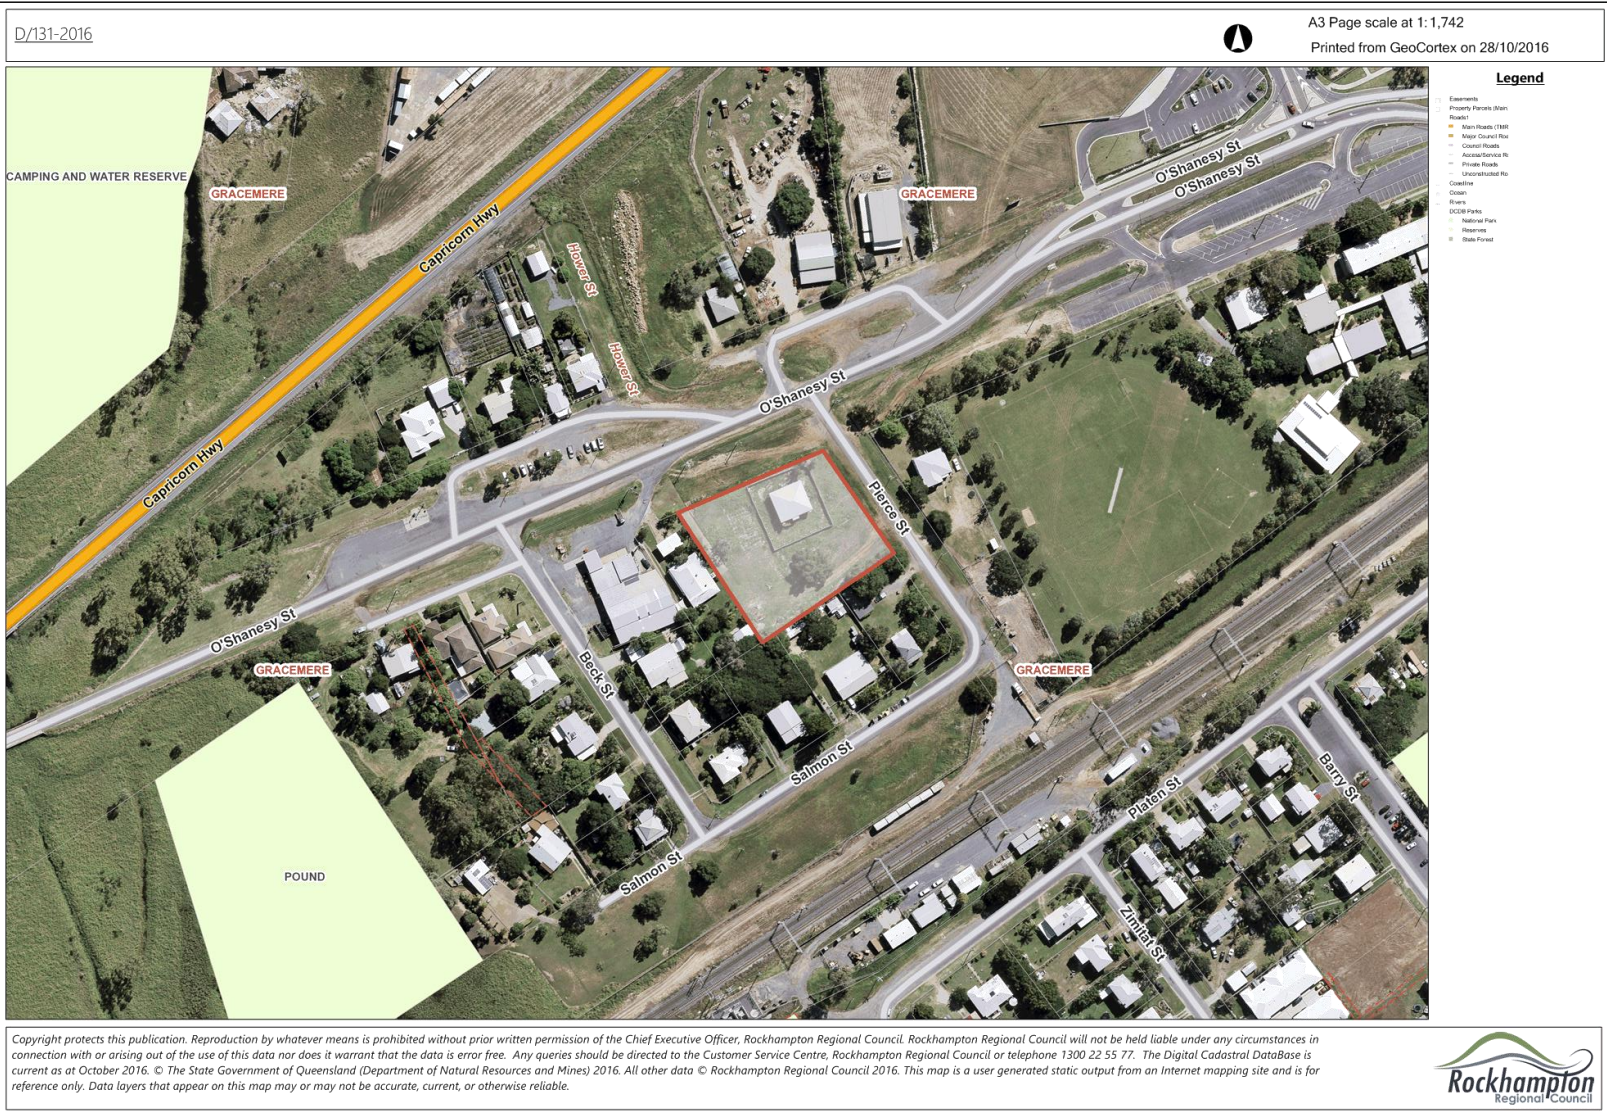 D/131-2016
A3 Page scale at 1:1,742
Printed from GeoCortex on 28/10/2016
Legend
Easements
Property Parcels (Main
Roads1
Main Roads (TMR
Major Council Roa
Council Roads
Access/Service Ro
Private Roads
Unconstructed Ro
Coastline
Ocean
Rivers
DCDB Parks
National Park
Reserves
State Forest
CAMPING AND WATER RESERVE
GRACEMERE
GRACEMERE
O'Shanesy St
O'Shanesy St
Capricorn Hwy
Hower St
Hower St
O'Shanesy St
Capricorn Hwy
Pierce St
O'Shanesy St
GRACEMERE
Beck St
GRACEMERE
Salmon St
Platen St
Barry St
Salmon St
POUND
Zimitat St
Copyright protects this publication. Reproduction by whatever means is prohibited without prior written permission of the Chief Executive Officer, Rockhampton Regional Council. Rockhampton Regional Council will not be held liable under any circumstances in
connection with or arising out of the use of this data nor does it warrant that the data is error free. Any queries should be directed to the Customer Service Centre, Rockhampton Regional Council or telephone 1300 22 55 77. The Digital Cadastral DataBase is
current as at October 2016. © The State Government of Queensland (Department of Natural Resources and Mines) 2016. All other data © Rockhampton Regional Council 2016. This map is a user generated static output from an Internet mapping site and is for
reference only. Data layers that appear on this map may or may not be accurate, current, or otherwise reliable.
Rockhampton
Regional Council